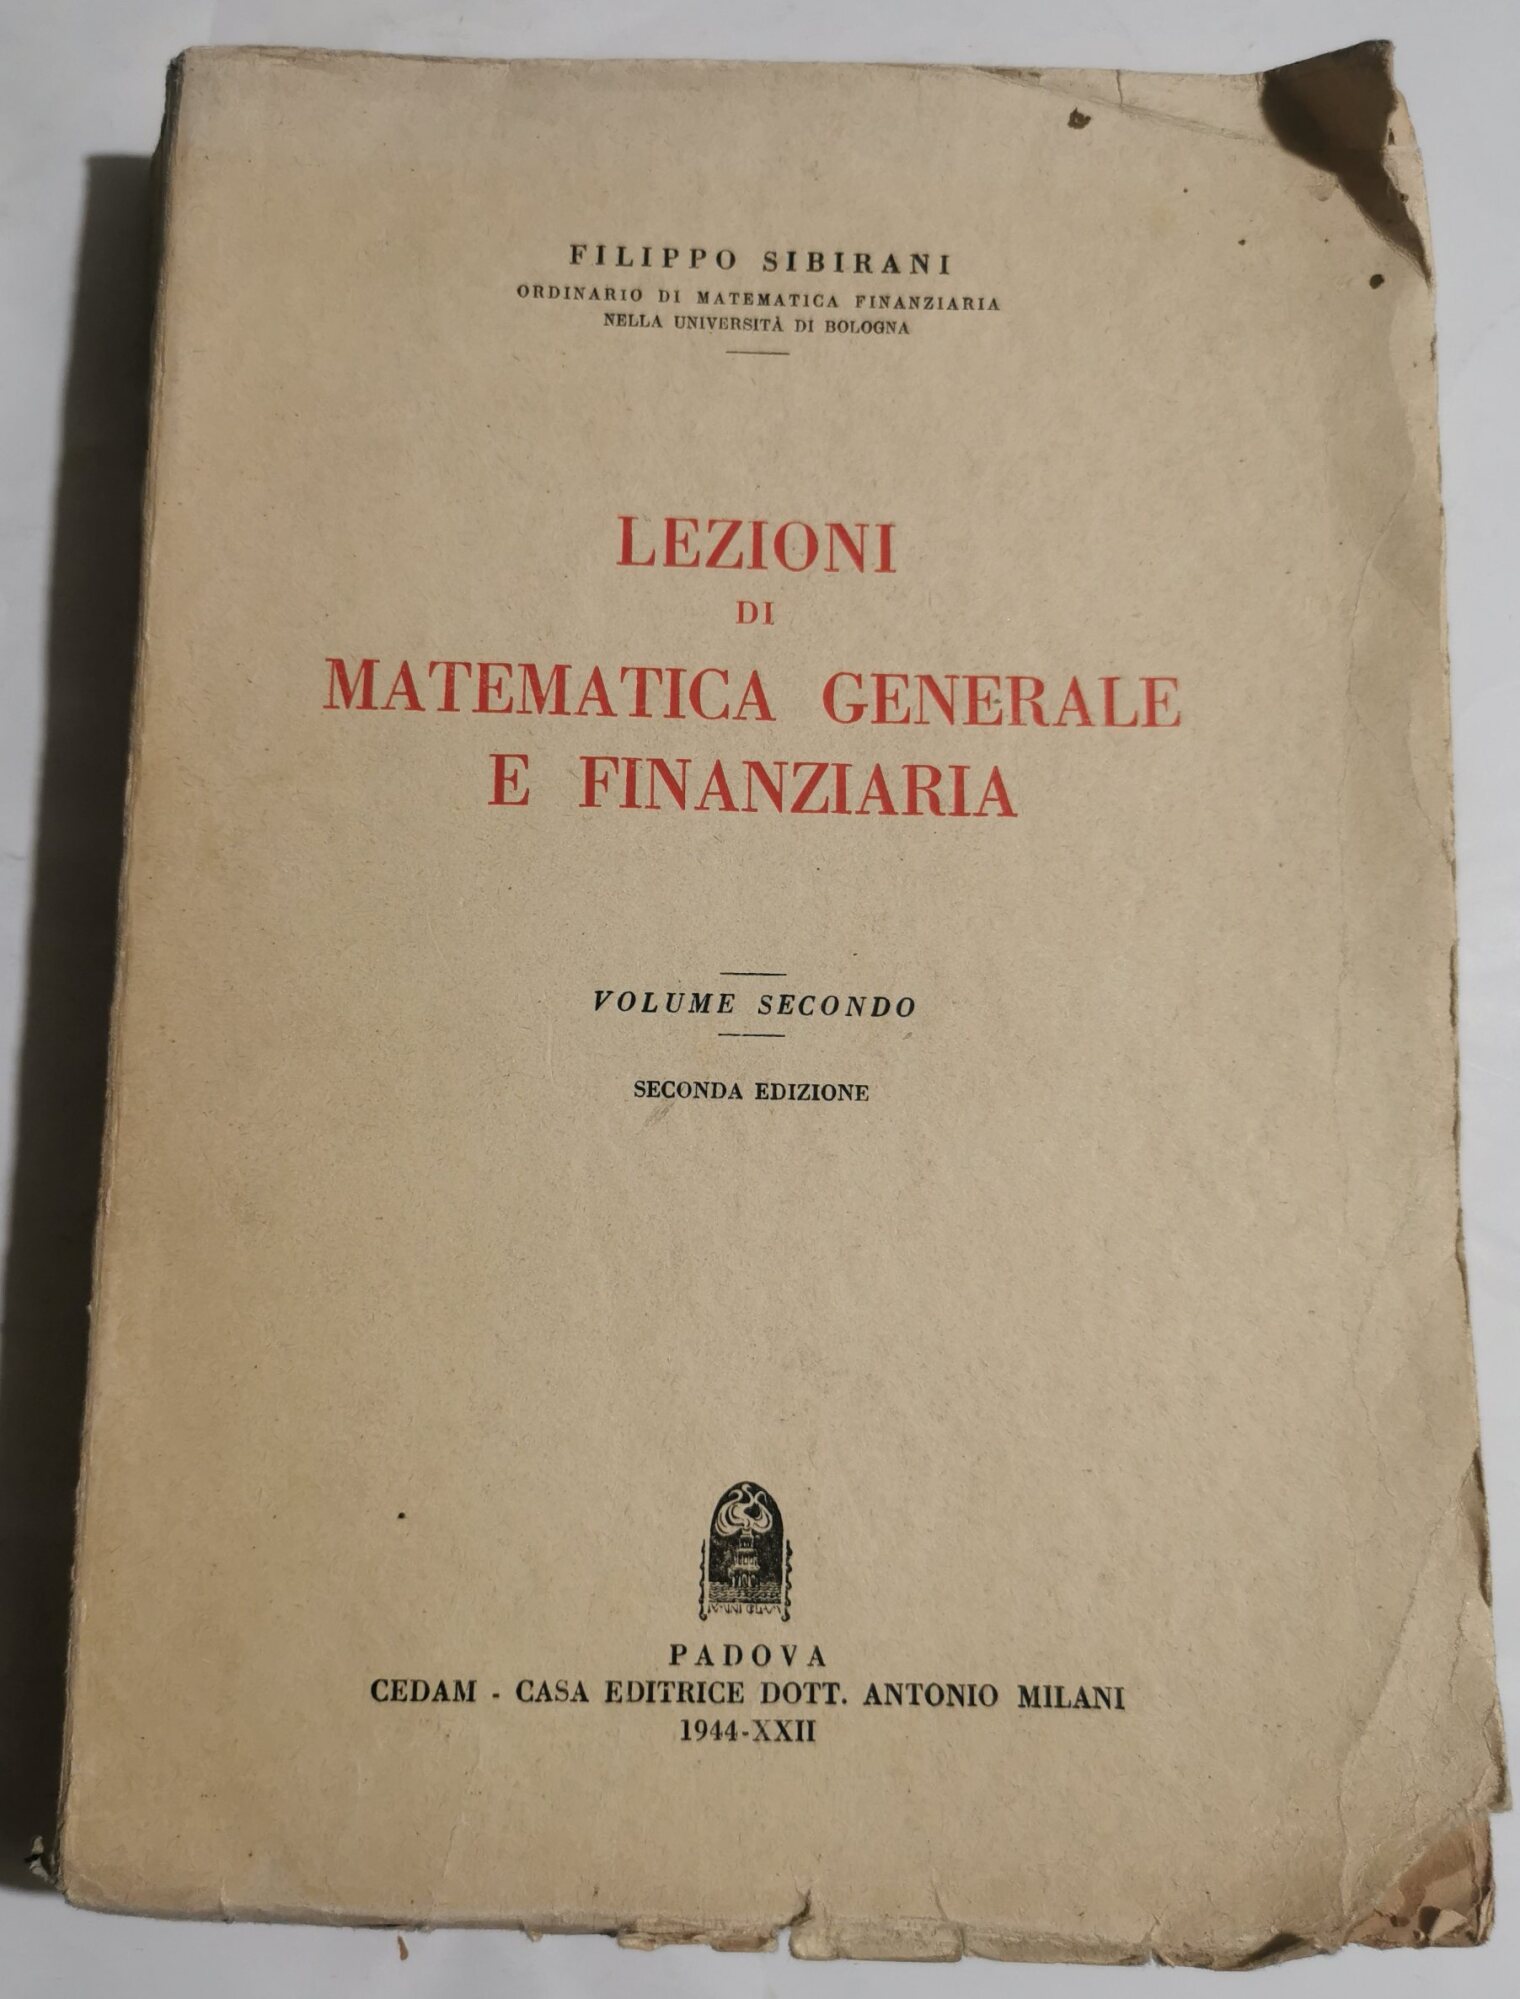 FILIPPO SIBIRANI
ORDINARIO DI MATEMATICA FINANZIARIA
NELLA UNIVERSITÀ DI BOLOGNA
LEZIONI
DI
MATEMATICA GENERALE
E FINANZIARIA
VOLUME SECONDO
SECONDA EDIZIONE
PADOVA
CEDAM - CASA EDITRICE DOTT. ANTONIO MILANI
1944-XXII